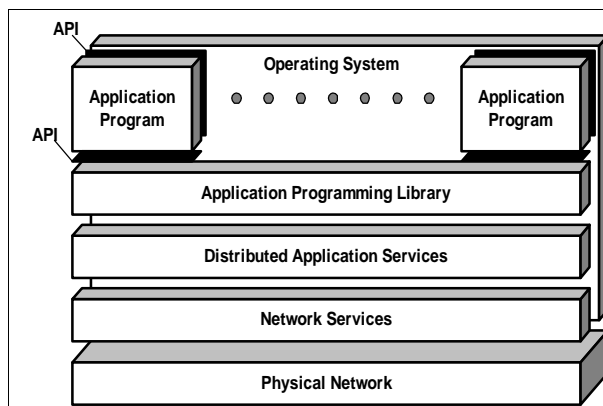 API
Operating System
Application
Program
Application
Program
API
Application Programming Library
Distributed Application Services
Network Services
Physical Network